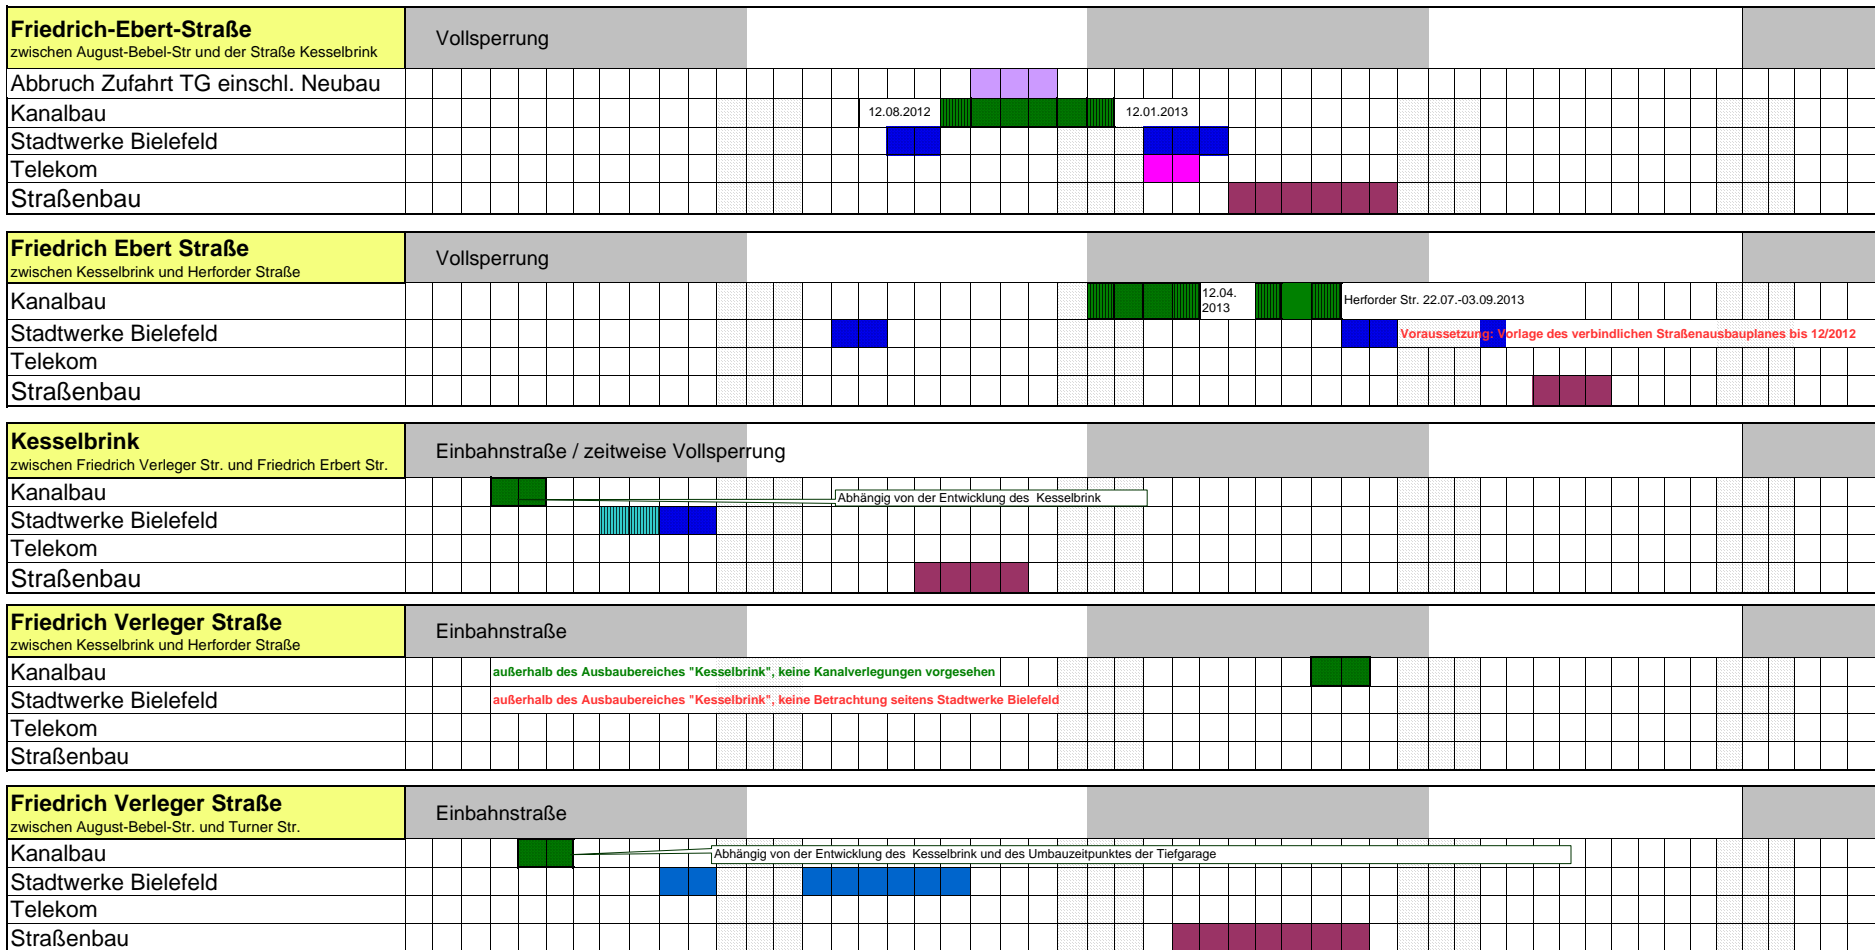 Friedrich-Ebert-Straße
zwischen August-Bebel-Str und der Straße Kesselbrink
Vollsperrung
Abbruch Zufahrt TG einschl. Neubau
Kanalbau
12.08.2012
12.01.2013
Stadtwerke Bielefeld
Telekom
Straßenbau
Friedrich Ebert Straße
zwischen Kesselbrink und Herforder Straße
Vollsperrung
Kanalbau
12.04.
2013
Herforder Str. 22.07.-03.09.2013
Stadtwerke Bielefeld
Voraussetzung: Vorlage des verbindlichen Straßenausbauplanes bis 12/2012
Telekom
Straßenbau
Kesselbrink
zwischen Friedrich Verleger Str. und Friedrich Erbert Str.
Einbahnstraße / zeitweise Vollsperrung
Kanalbau
Abhängig von der Entwicklung des Kesselbrink
Stadtwerke Bielefeld
Telekom
Straßenbau
Friedrich Verleger Straße
zwischen Kesselbrink und Herforder Straße
Einbahnstraße
Kanalbau
außerhalb des Ausbaubereiches "Kesselbrink", keine Kanalverlegungen vorgesehen
Stadtwerke Bielefeld
außerhalb des Ausbaubereiches "Kesselbrink", keine Betrachtung seitens Stadtwerke Bielefeld
Telekom
Straßenbau
Friedrich Verleger Straße
zwischen August-Bebel-Str. und Turner Str.
Einbahnstraße
Kanalbau
Abhängig von der Entwicklung des Kesselbrink und des Umbauzeitpunktes der Tiefgarage
Stadtwerke Bielefeld
Telekom
Straßenbau